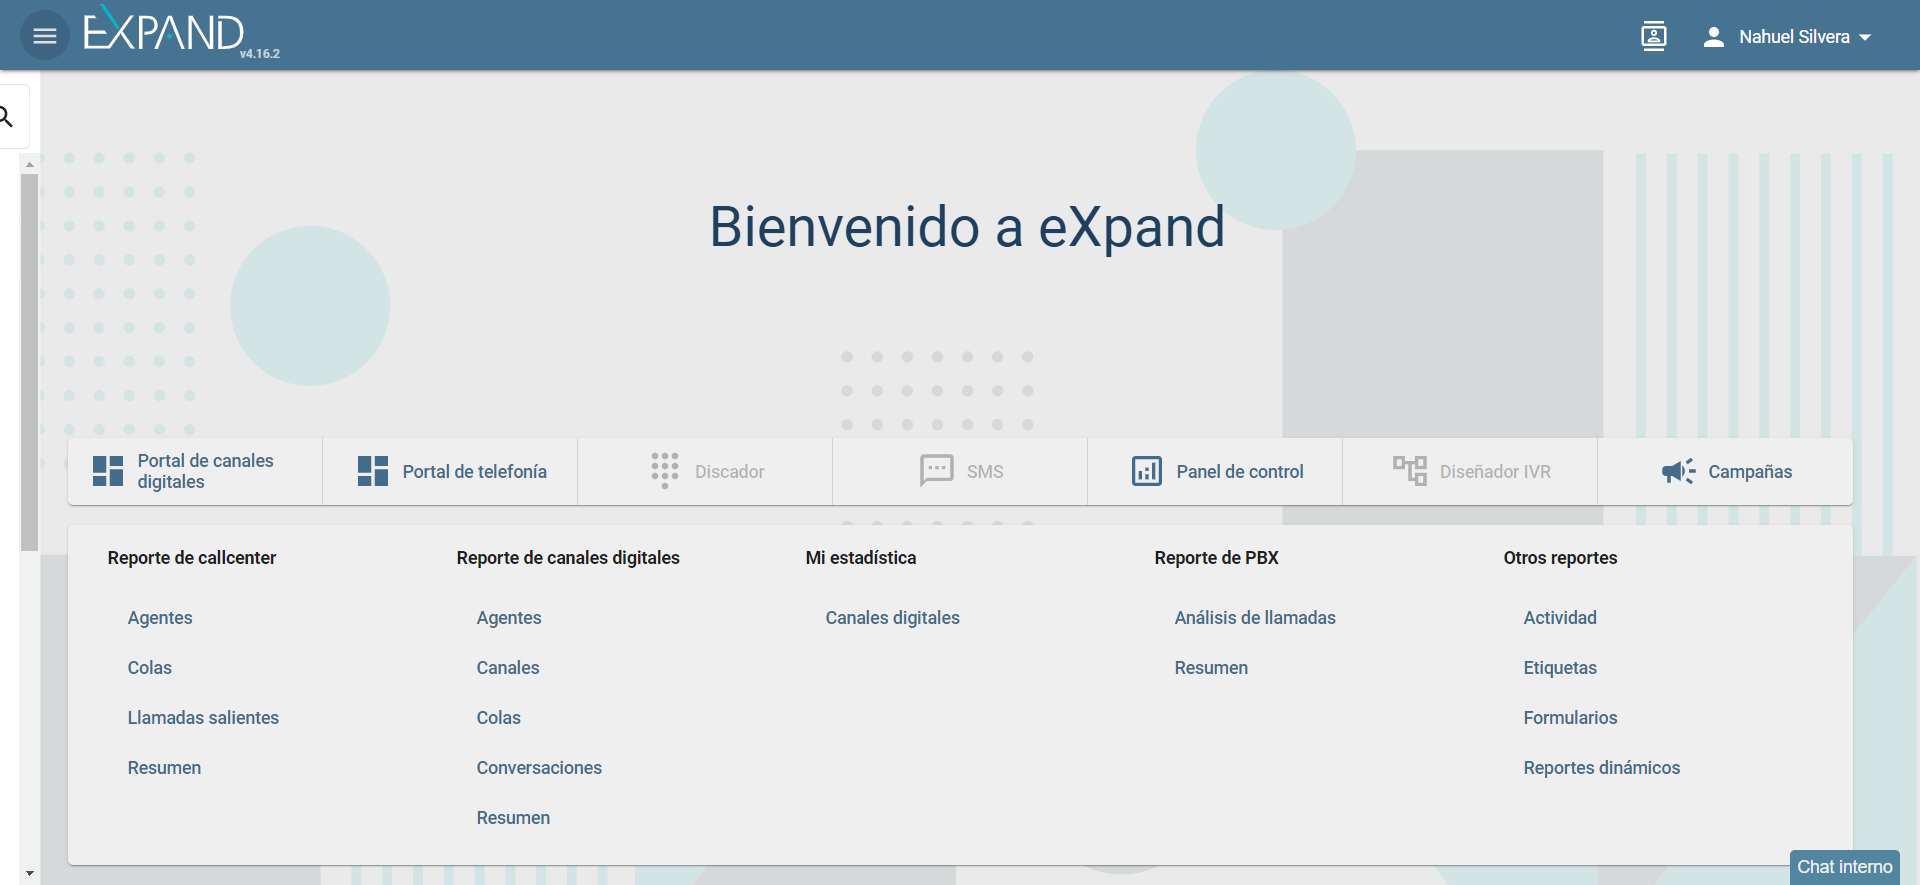 EXPAND
v4.16.2
Nahuel Silvera
Bienvenido a eXpand
Portal de canales
digitales
Portal de telefonía
Discador
SMS
Panel de control
Diseñador IVR
Campañas
Reporte de callcenter
Agentes
Colas
Llamadas salientes
Resumen
Reporte de canales digitales
Agentes
Canales
Colas
Conversaciones
Resumen
Mi estadística
Canales digitales
Reporte de PBX
Análisis de llamadas
Resumen
Otros reportes
Actividad
Etiquetas
Formularios
Reportes dinámicos
Chat interno